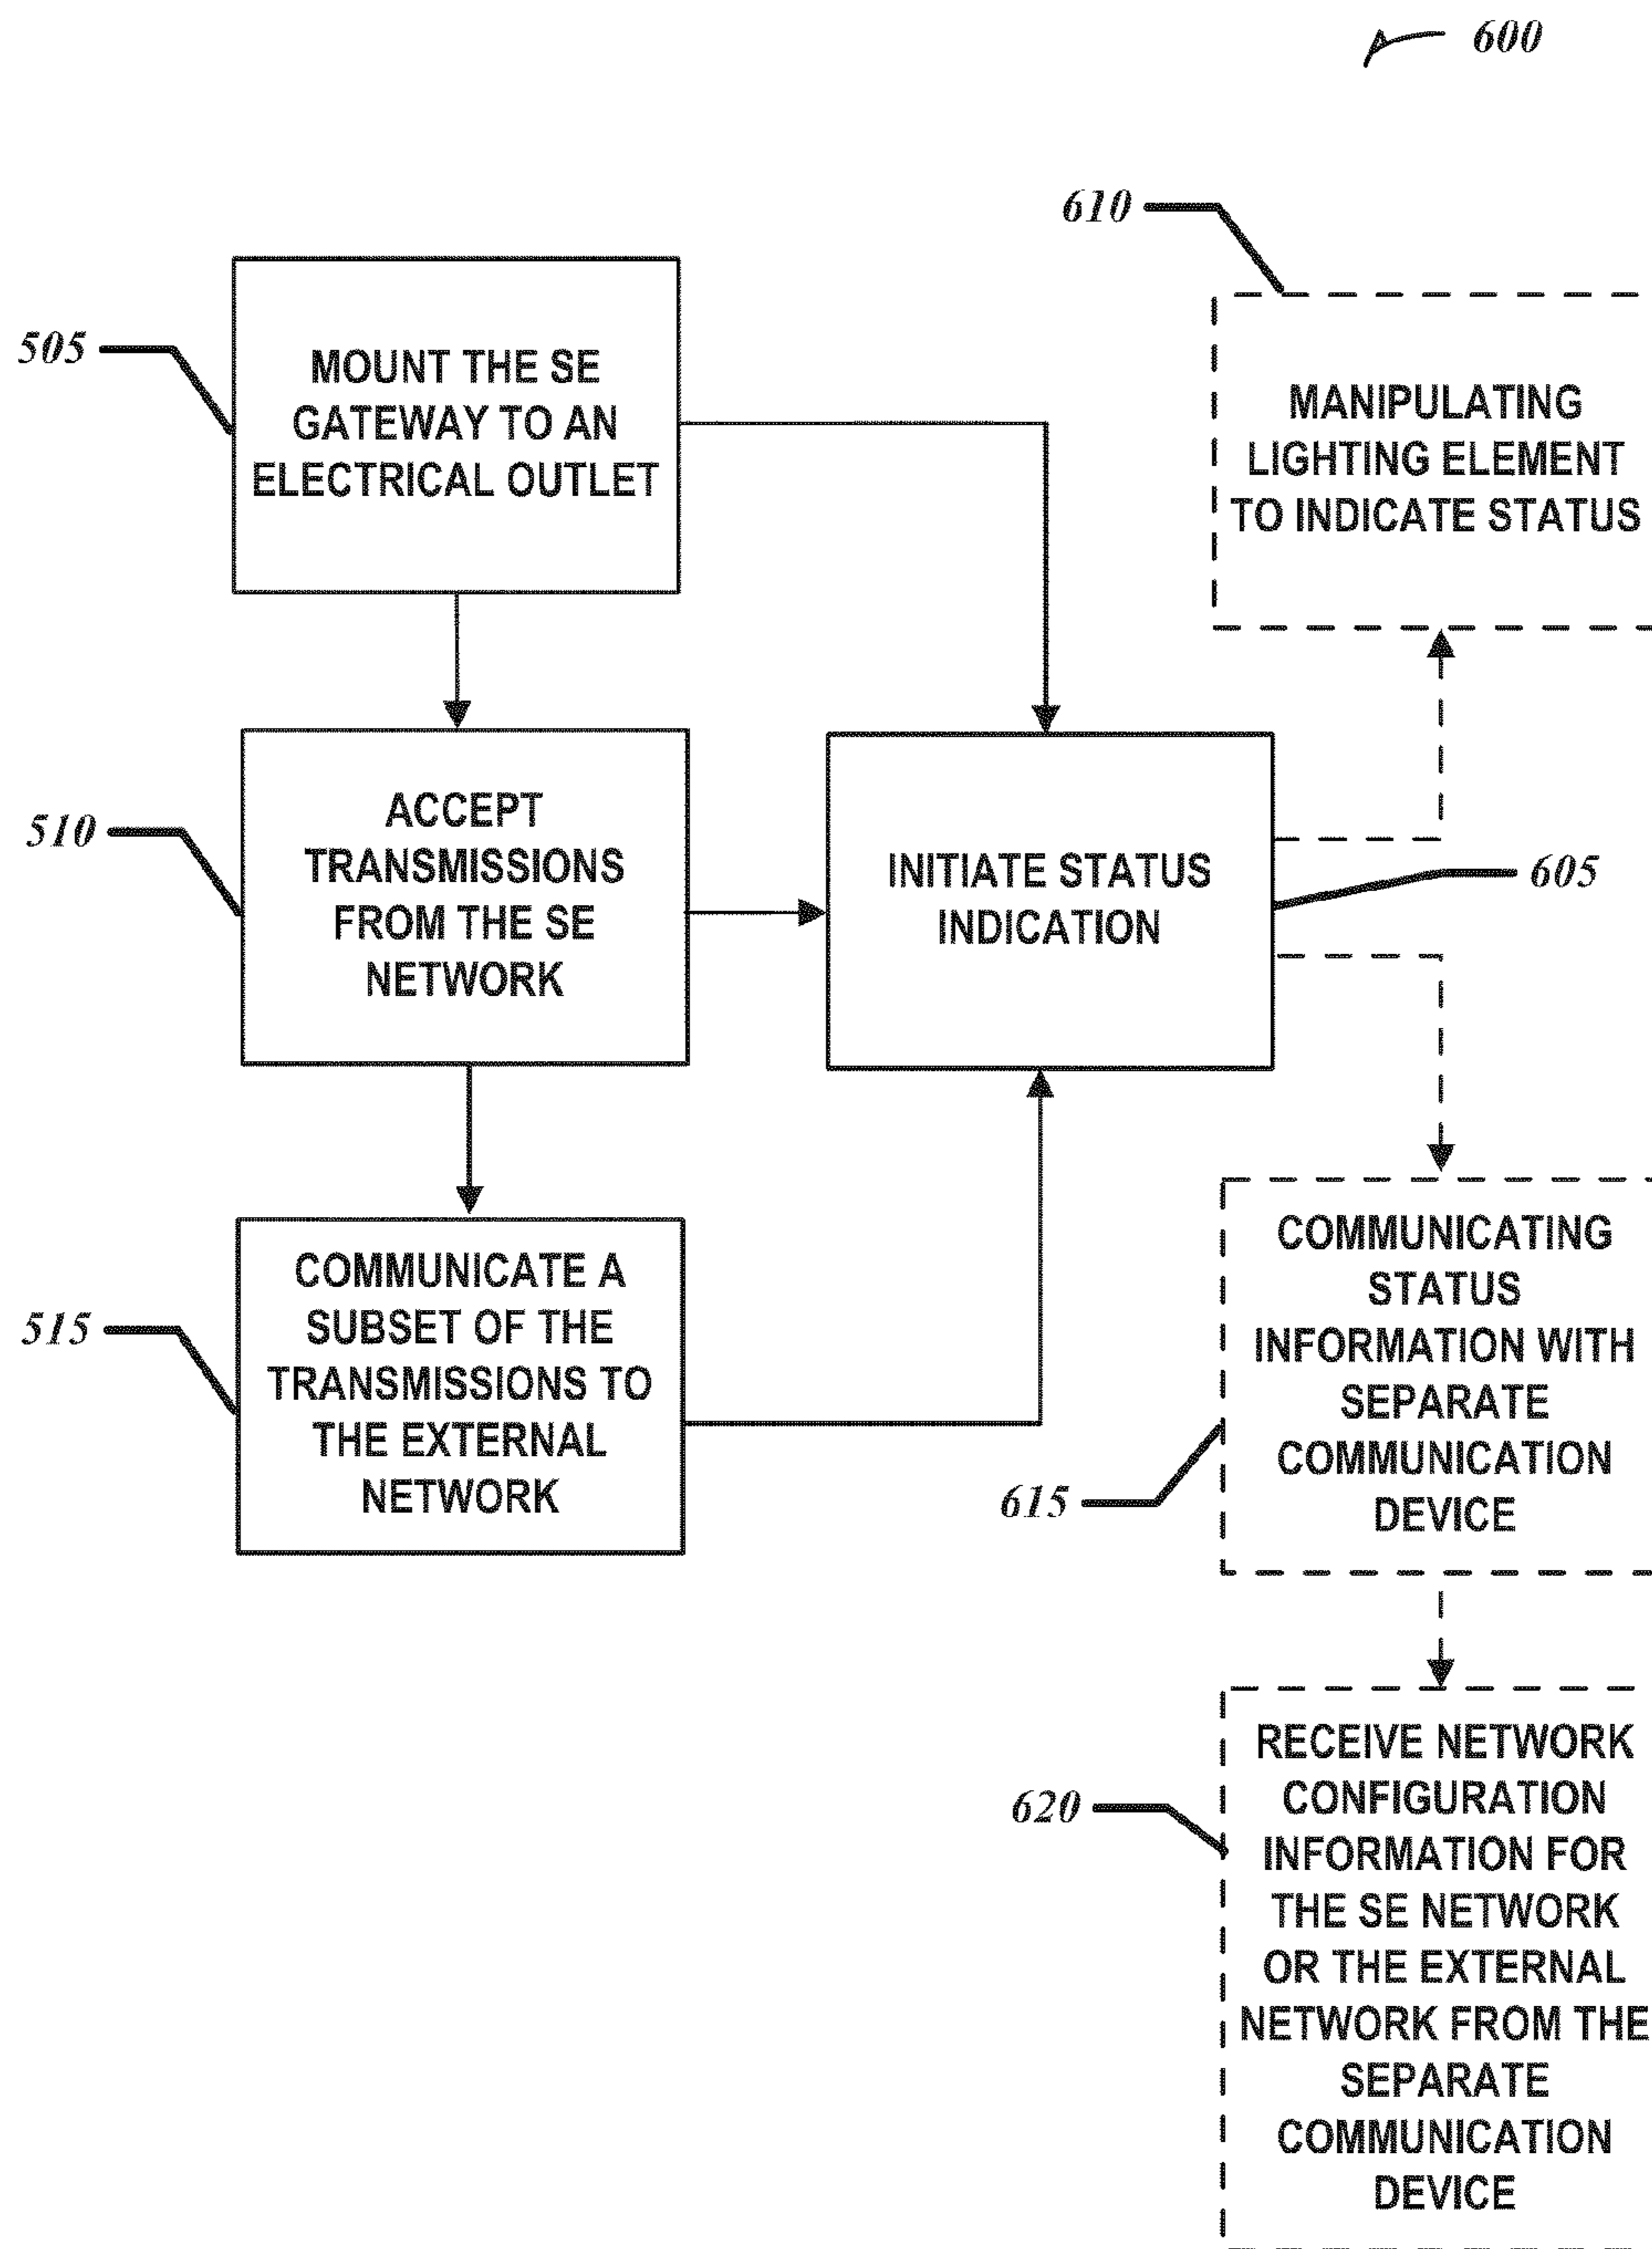 600
610
505
MOUNT THE SE
GATEWAY TO AN
ELECTRICAL OUTLET
MANIPULATING
LIGHTING ELEMENT
TO INDICATE STATUS
510
ACCEPT
TRANSMISSIONS
FROM THE SE
NETWORK
INITIATE STATUS
INDICATION
605
515
COMMUNICATE A
SUBSET OF THE
TRANSMISSIONS TO
THE EXTERNAL
NETWORK
COMMUNICATING
STATUS
INFORMATION WITH
SEPARATE
COMMUNICATION
DEVICE
615
620
RECEIVE NETWORK
CONFIGURATION
INFORMATION FOR
THE SE NETWORK
OR THE EXTERNAL
NETWORK FROM THE
SEPARATE
COMMUNICATION
DEVICE